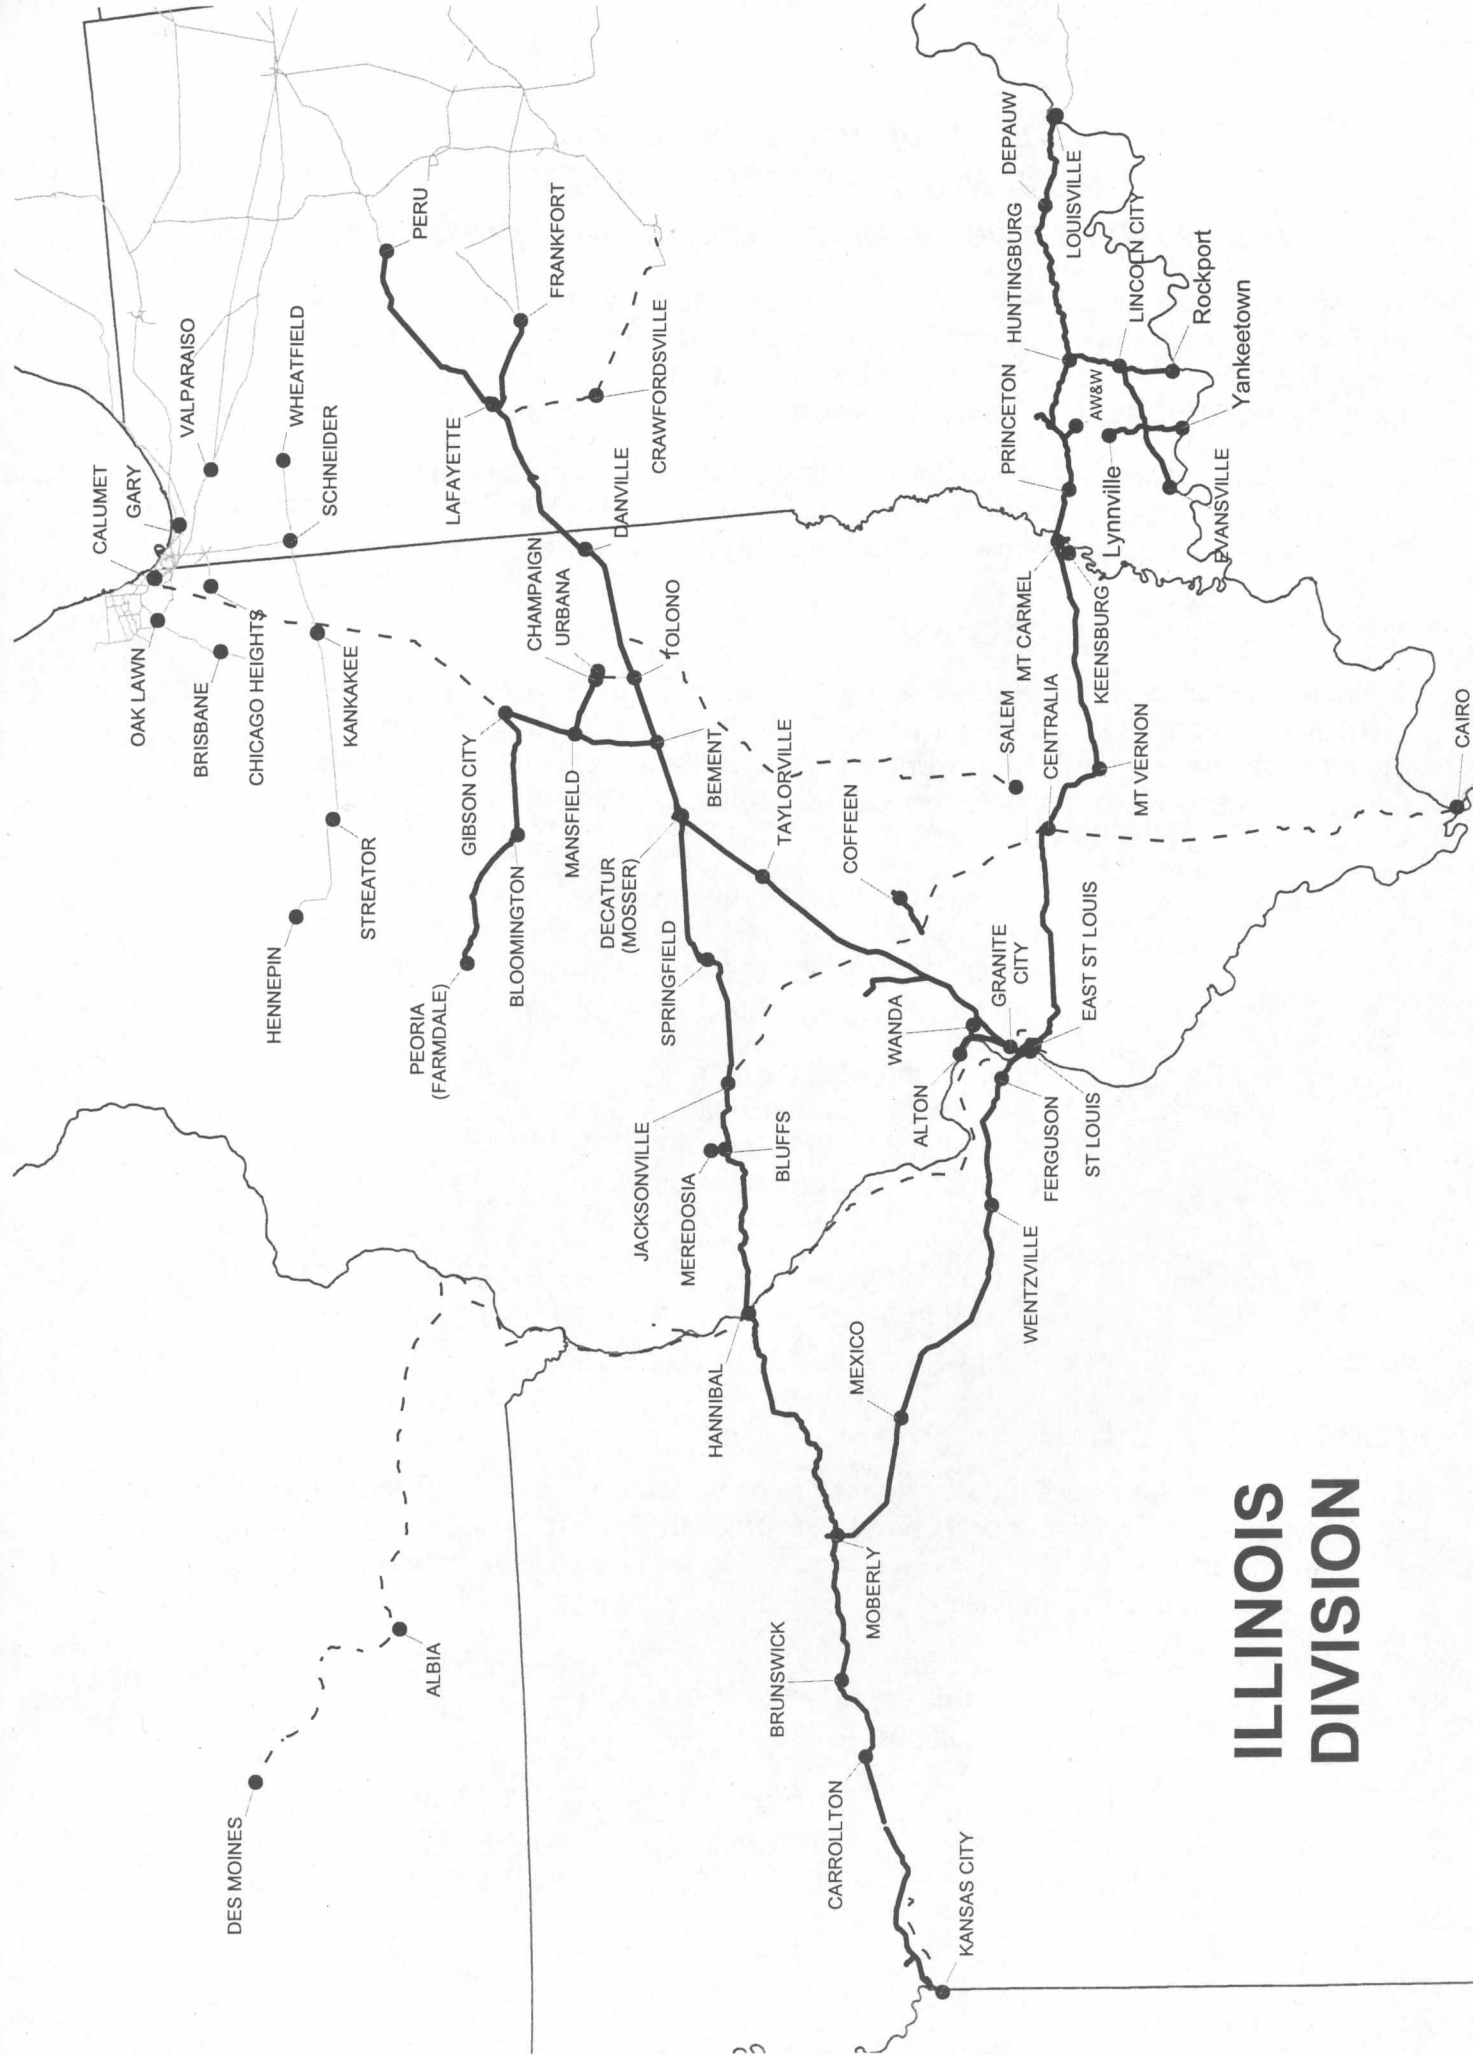 DES MOINES
ALBIA
HENNEPIN
STREATOR
OAK LAWN
BRISBANE
CHICAGO HEIGHTS
KANKAKEE
CALUMET
GARY
VALPARAISO
WHEATFIELD
SCHNEIDER
PERU
FRANKFORT
LAFAYETTE
CRAWFORDSVILLE
DANVILLE
CHAMPAIGN
URBANA
TOLONO
GIBSON CITY
MANSFIELD
BEMENT
BLOOMINGTON
PEORIA
(FARMDALE)
DECATUR
(MOSSER)
TAYLORVILLE
SPRINGFIELD
JACKSONVILLE
MEREDOSIA
BLUFFS
HANNIBAL
MEXICO
MOBERLY
BRUNSWICK
CARROLLTON
KANSAS CITY
WENTZVILLE
FERGUSON
ST LOUIS
ALTON
WANDA
GRANITE
CITY
EAST ST LOUIS
COFFEEN
SALEM
CENTRALIA
MT VERNON
MT CARMEL
KEENSBURG
PRINCETON
HUNTINGBURG
DEPAUW
LOUISVILLE
LINCOLN CITY
AW&W
Rockport
Yankeetown
Lynnville
EVANSVILLE
CAIRO
ILLINOIS
DIVISION